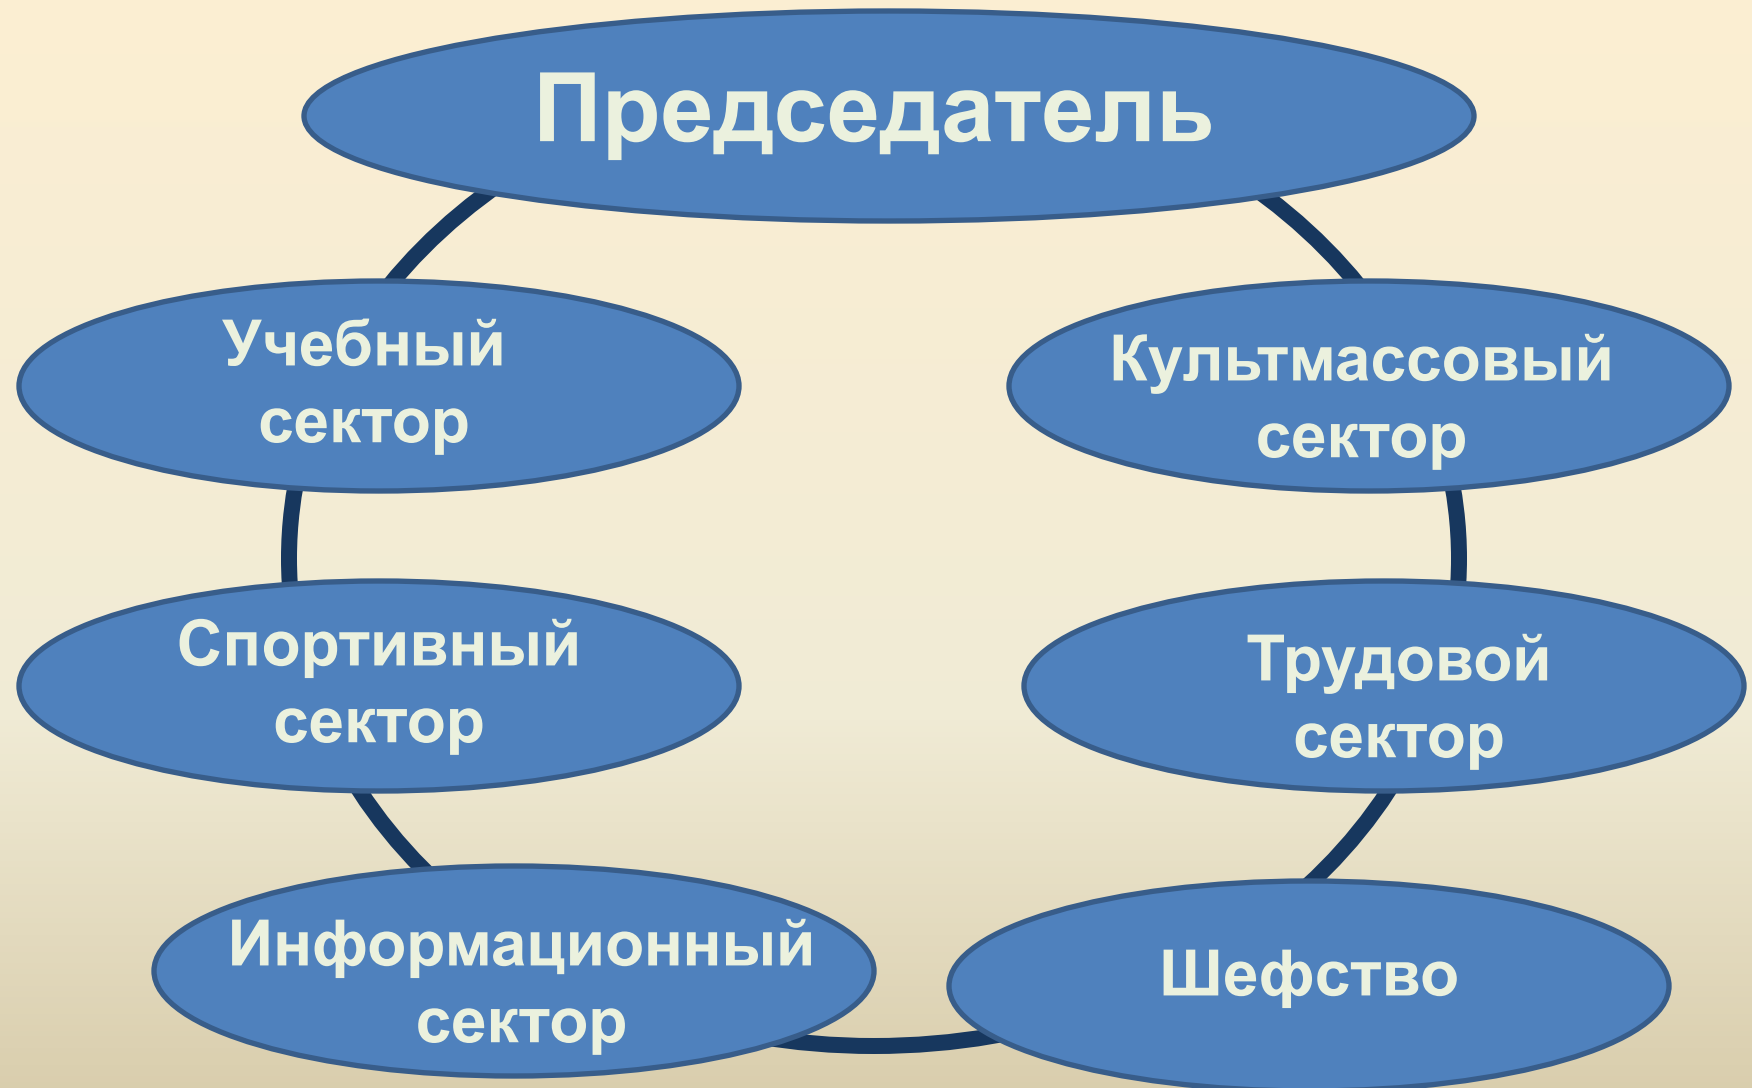 Председатель
Учебный
сектор
Культмассовый
сектор
Спортивный
сектор
Трудовой
сектор
Информационный
сектор
Шефство